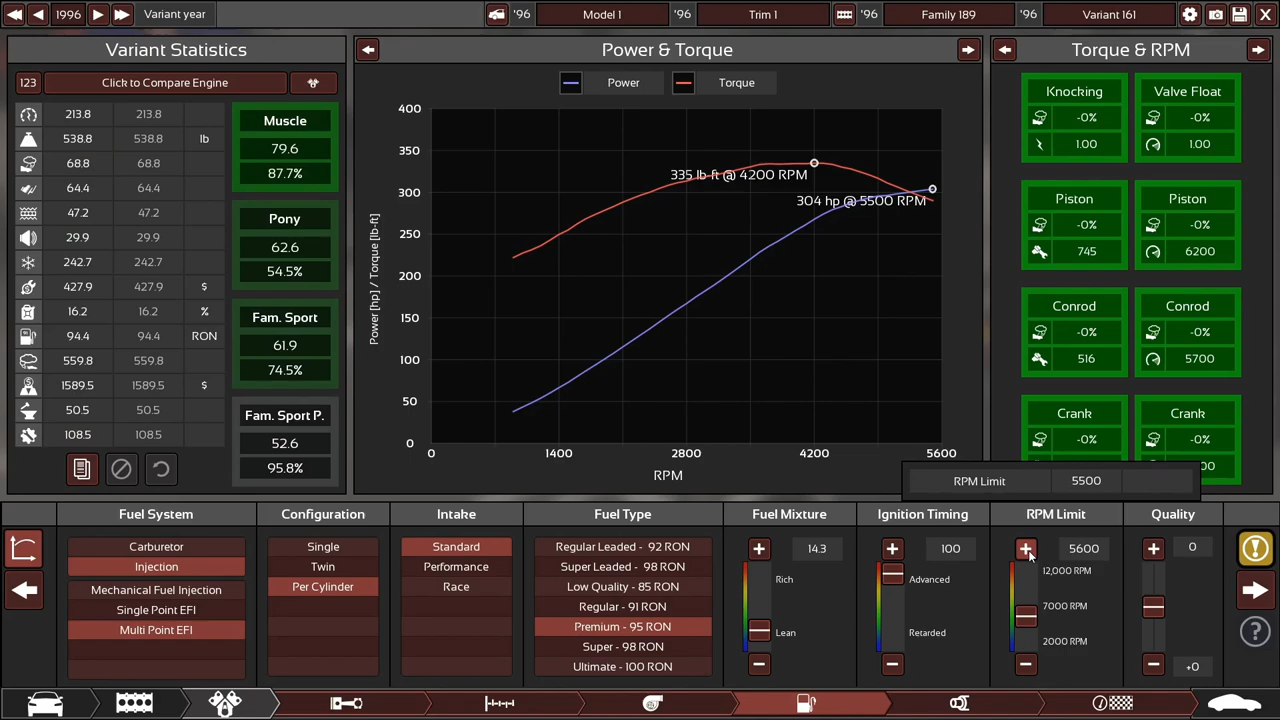 1996
Variant year
'96
Model 1
'96
Trim 1
'96
Family 189
'96
Variant 161
Variant Statistics
123
Click to Compare Engine
213.8 213.8
538.8 538.8 lb
68.8 68.8
64.4 64.4
47.2 47.2
29.9 29.9
242.7 242.7
427.9 427.9 $
16.2 16.2 %
94.4 94.4 RON
559.8 559.8
1589.5 1589.5 $
50.5 50.5
108.5 108.5
Muscle
79.6
87.7%
Pony
62.6
54.5%
Fam. Sport
61.9
74.5%
Fam. Sport P.
52.6
95.8%
Power & Torque
Power
Torque
400
350
300
250
200
150
100
50
0
Power [hp] / Torque [lb-ft]
335 lb ft @ 4200 RPM
304 hp @ 5500 RPM
0 1400 2800 4200 5600
RPM
Torque & RPM
Knocking
-0%
1.00
Valve Float
-0%
1.00
Piston
-0%
745
Piston
-0%
6200
Conrod
-0%
516
Conrod
-0%
5700
Crank
-0%
Crank
-0%
RPM Limit 5500
Fuel System
Carburetor
Injection
Mechanical Fuel Injection
Single Point EFI
Multi Point EFI
Configuration
Single
Twin
Per Cylinder
Intake
Standard
Performance
Race
Fuel Type
Regular Leaded - 92 RON
Super Leaded - 98 RON
Low Quality - 85 RON
Regular - 91 RON
Premium - 95 RON
Super - 98 RON
Ultimate - 100 RON
Fuel Mixture
14.3
Rich
Lean
Ignition Timing
100
Advanced
Retarded
RPM Limit
5600
12,000 RPM
7000 RPM
2000 RPM
Quality
0
+0